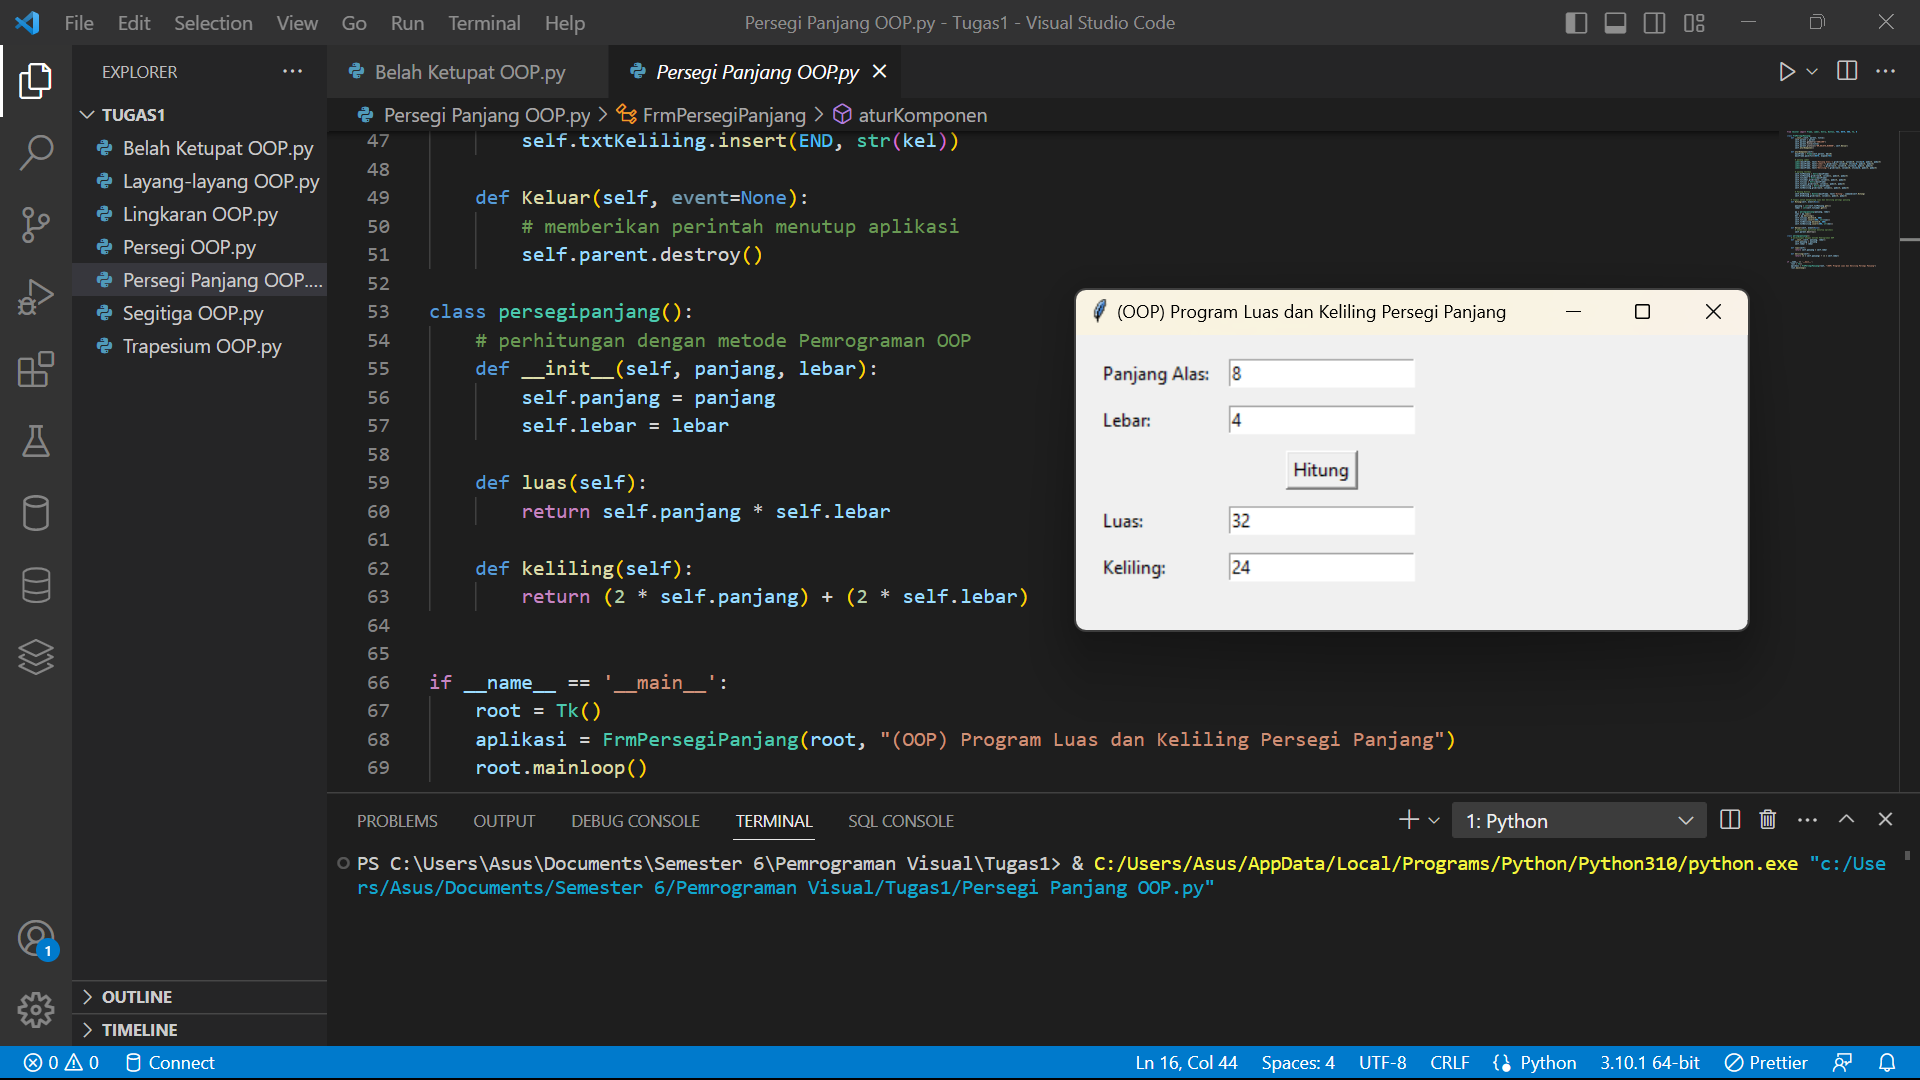 File Edit Selection View Go Run Terminal Help
Persegi Panjang OOP.py - Tugas1 - Visual Studio Code
EXPLORER
TUGAS1
Belah Ketupat OOP.py
Layang-layang OOP.py
Lingkaran OOP.py
Persegi OOP.py
Persegi Panjang OOP....
Segitiga OOP.py
Trapesium OOP.py
OUTLINE
TIMELINE
1
Belah Ketupat OOP.py
Persegi Panjang OOP.py
Persegi Panjang OOP.py > FrmPersegiPanjang > aturKomponen
47 self.txtKeliling.insert(END, str(kel))
48
49 def Keluar(self, event=None):
50 # memberikan perintah menutup aplikasi
51 self.parent.destroy()
52
53 class persegipanjang():
54 # perhitungan dengan metode Pemrograman OOP
55 def __init__(self, panjang, lebar):
56 self.panjang = panjang
57 self.lebar = lebar
58
59 def luas(self):
60 return self.panjang * self.lebar
61
62 def keliling(self):
63 return (2 * self.panjang) + (2 * self.lebar)
64
65
66 if __name__ == '__main__':
67 root = Tk()
68 aplikasi = FrmPersegiPanjang(root, "(OOP) Program Luas dan Keliling Persegi Panjang")
69 root.mainloop()
(OOP) Program Luas dan Keliling Persegi Panjang
Panjang Alas: 8
Lebar: 4
Hitung
Luas: 32
Keliling: 24
PROBLEMS OUTPUT DEBUG CONSOLE TERMINAL SQL CONSOLE
1: Python
PS C:\Users\Asus\Documents\Semester 6\Pemrograman Visual\Tugas1> & C:/Users/Asus/AppData/Local/Programs/Python/Python310/python.exe "c:/Use
rs/Asus/Documents/Semester 6/Pemrograman Visual/Tugas1/Persegi Panjang OOP.py"
0 0 Connect
Ln 16, Col 44 Spaces: 4 UTF-8 CRLF Python 3.10.1 64-bit Prettier